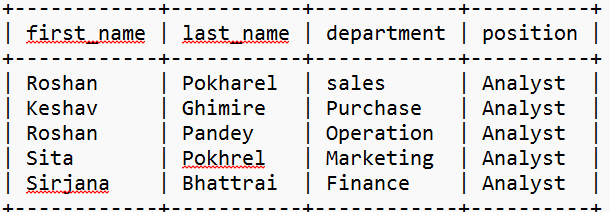 +------------+-----------+------------+----------+
| first_name | last_name | department | position |
+------------+-----------+------------+----------+
| Roshan     | Pokharel  | sales      | Analyst  |
| Keshav     | Ghimire   | Purchase   | Analyst  |
| Roshan     | Pandey    | Operation  | Analyst  |
| Sita       | Pokhrel   | Marketing  | Analyst  |
| Sirjana    | Bhattrai  | Finance    | Analyst  |
+------------+-----------+------------+----------+